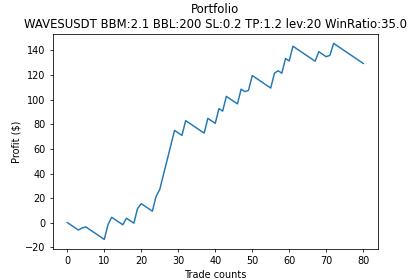 Portfolio
WAVESUSDT BBM:2.1 BBL:200 SL:0.2 TP:1.2 lev:20 WinRatio:35.0
140
120
100
80
60
40
20
0
−20
Profit ($)
0 10 20 30 40 50 60 70 80
Trade counts